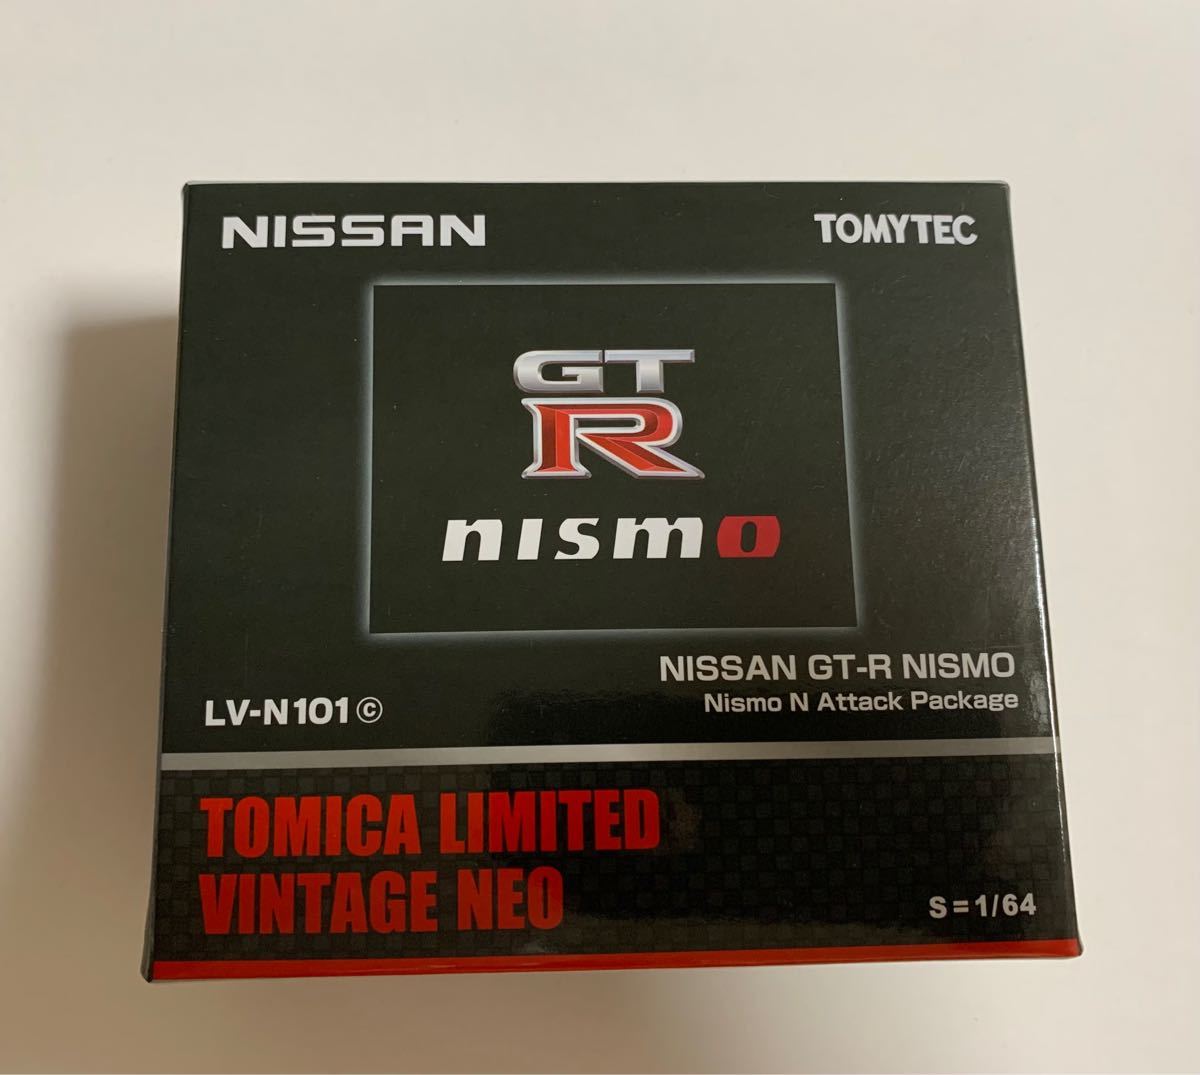 NISSAN
TOMYTEC
GT
R
nismo
NISSAN GT-R NISMO
Nismo N Attack Package
LV-N101 ©
TOMICA LIMITED
VINTAGE NEO
S=1/64